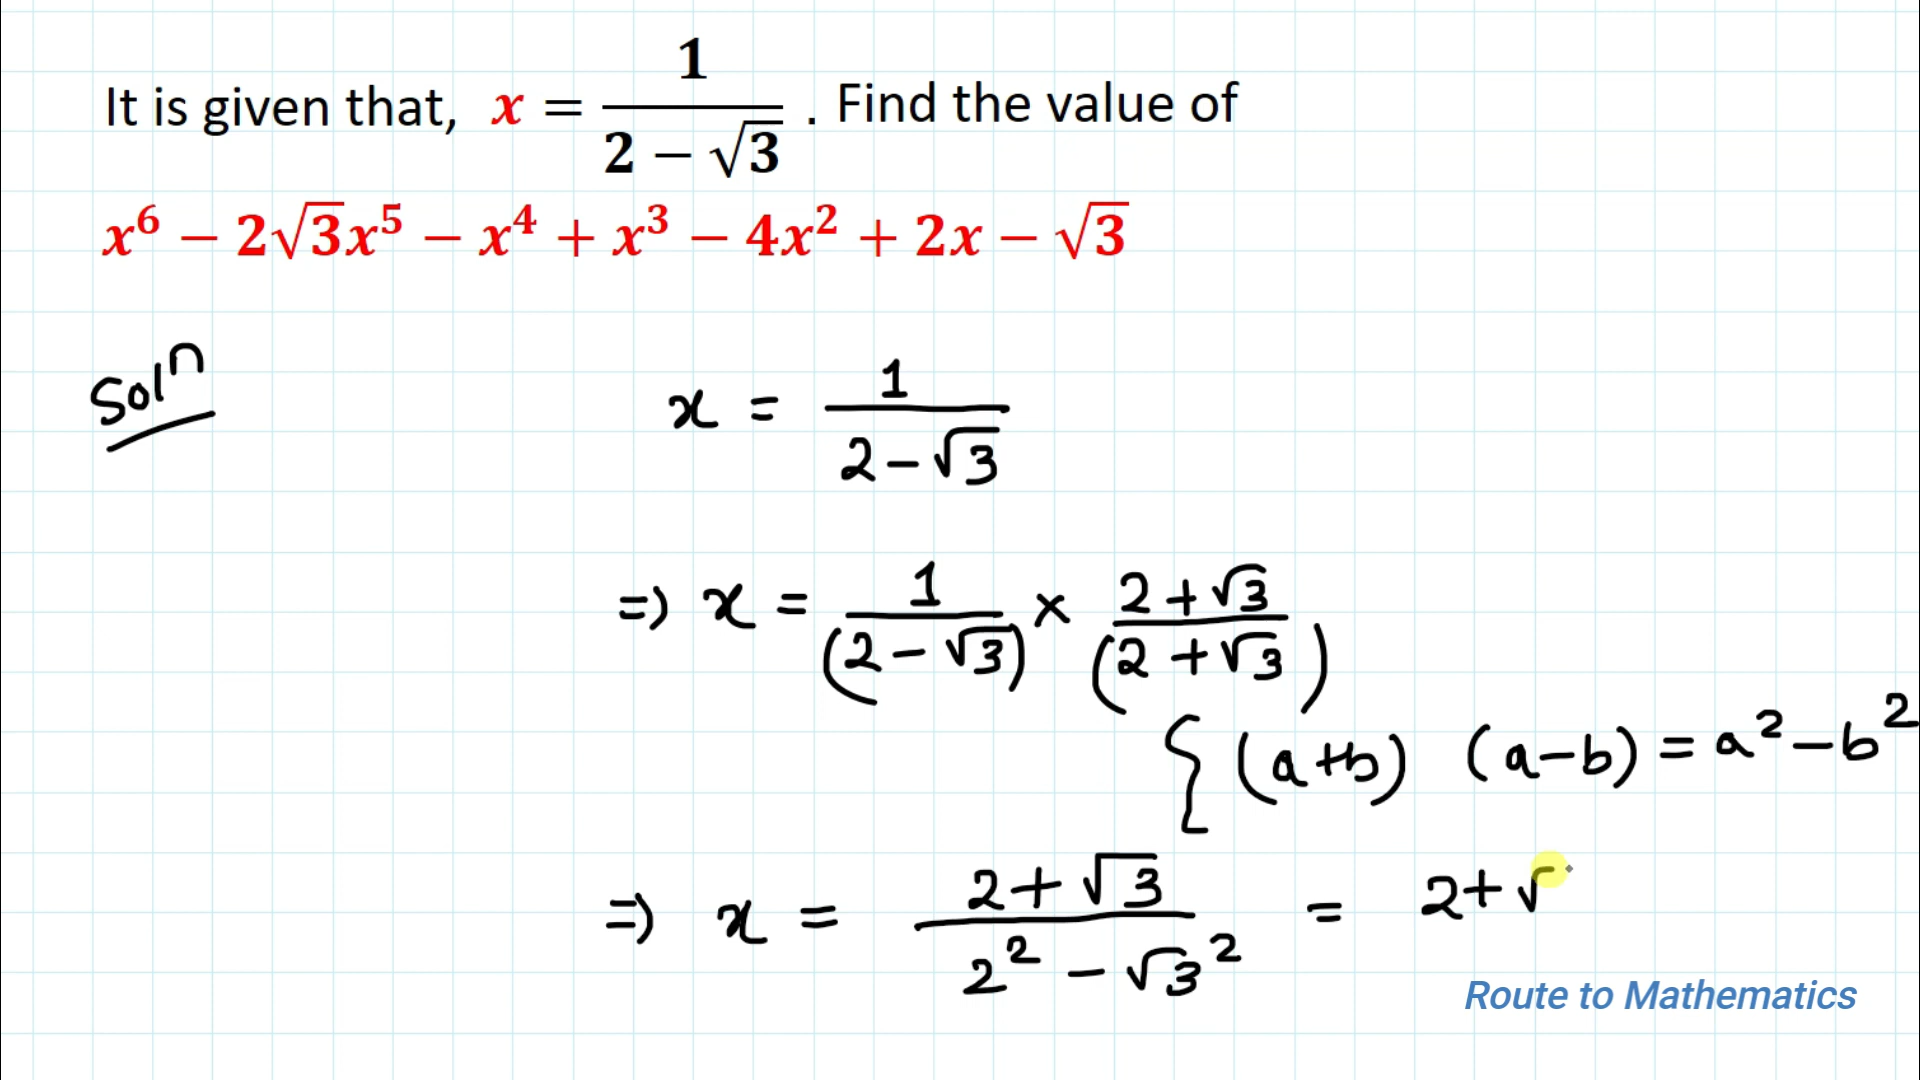 It is given that, x = 1/(2 − √3) . Find the value of
x⁶ − 2√3x⁵ − x⁴ + x³ − 4x² + 2x − √3
Solⁿ
x = 1/(2 − √3)
=> x = 1/(2 − √3) × (2 + √3)/(2 + √3)
{ (a+b) (a−b) = a² − b²
=> x = (2 + √3)/(2² − √3²) = 2 + √
Route to Mathematics